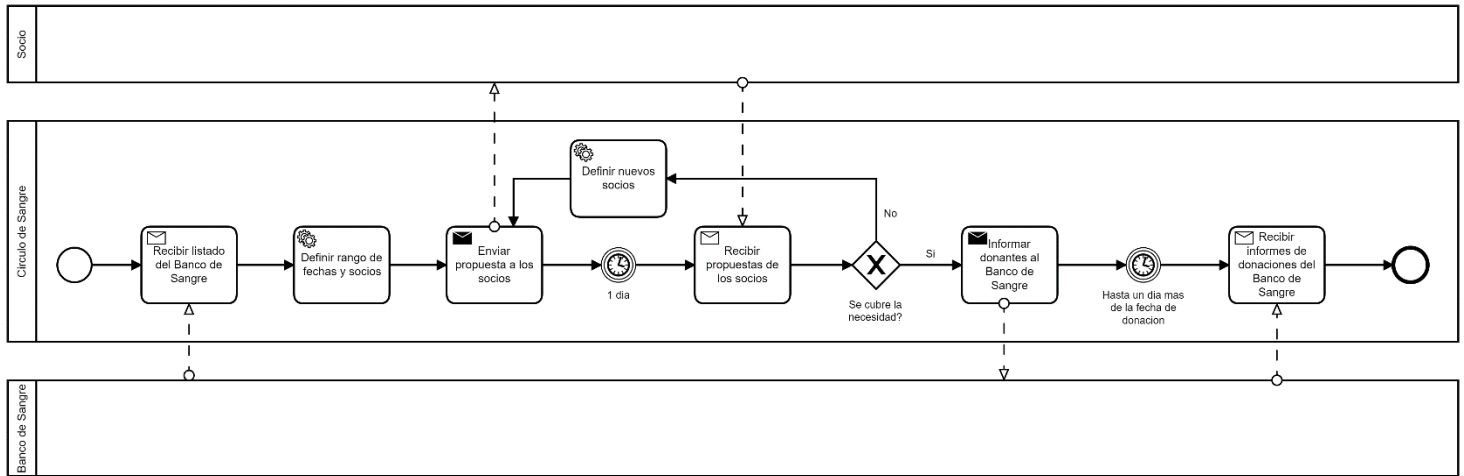 Socio
Circulo de Sangre
Definir nuevos
socios
No
Recibir listado
del Banco de
Sangre
Definir rango de
fechas y socios
Enviar
propuesta a los
socios
1 dia
Recibir
propuestas de
los socios
Se cubre la
necesidad?
Si
Informar
donantes al
Banco de
Sangre
Hasta un dia mas
de la fecha de
donacion
Recibir
informes de
donaciones del
Banco de
Sangre
Banco de Sangre